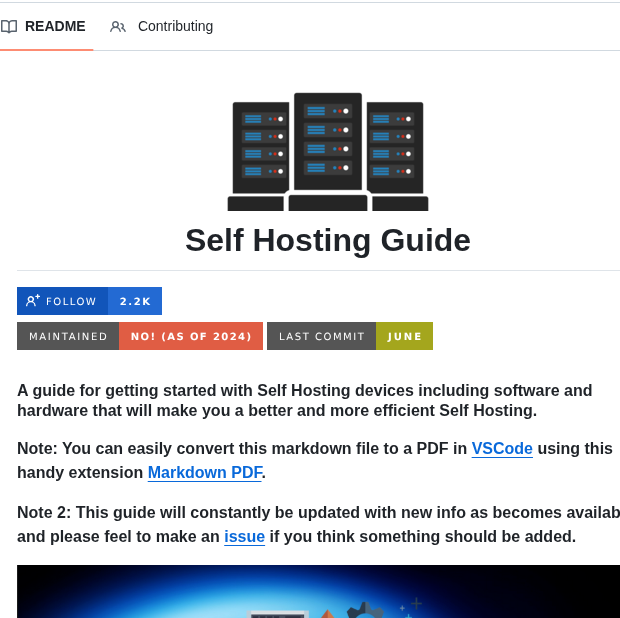 README Contributing
Self Hosting Guide
FOLLOW 2.2K
MAINTAINED NO! (AS OF 2024) LAST COMMIT JUNE
A guide for getting started with Self Hosting devices including software and
hardware that will make you a better and more efficient Self Hosting.
Note: You can easily convert this markdown file to a PDF in VSCode using this
handy extension Markdown PDF.
Note 2: This guide will constantly be updated with new info as becomes availab
and please feel to make an issue if you think something should be added.